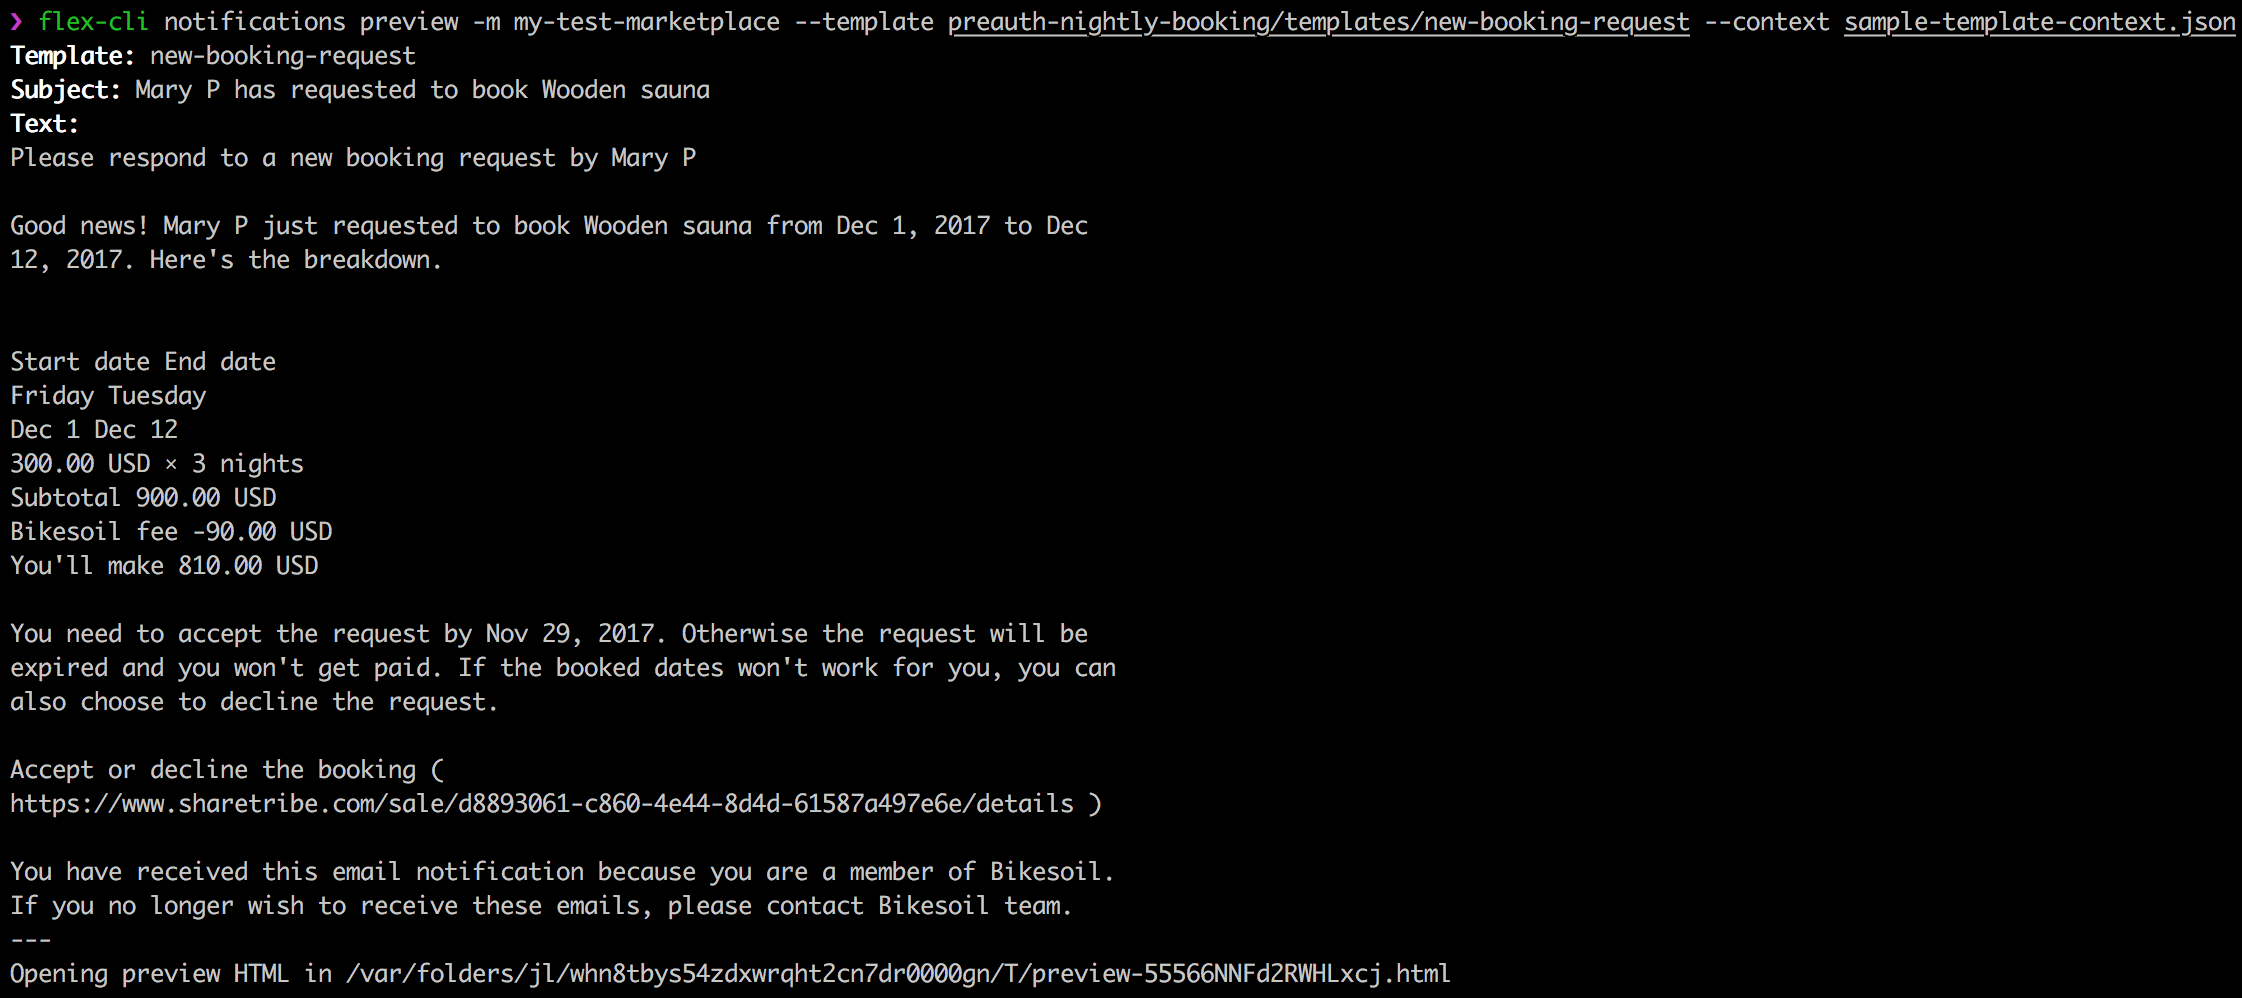 ❯ flex-cli notifications preview -m my-test-marketplace --template preauth-nightly-booking/templates/new-booking-request --context sample-template-context.json
Template: new-booking-request
Subject: Mary P has requested to book Wooden sauna
Text:
Please respond to a new booking request by Mary P
Good news! Mary P just requested to book Wooden sauna from Dec 1, 2017 to Dec
12, 2017. Here's the breakdown.
Start date End date
Friday Tuesday
Dec 1 Dec 12
300.00 USD × 3 nights
Subtotal 900.00 USD
Bikesoil fee -90.00 USD
You'll make 810.00 USD
You need to accept the request by Nov 29, 2017. Otherwise the request will be
expired and you won't get paid. If the booked dates won't work for you, you can
also choose to decline the request.
Accept or decline the booking (
https://www.sharetribe.com/sale/d8893061-c860-4e44-8d4d-61587a497e6e/details )
You have received this email notification because you are a member of Bikesoil.
If you no longer wish to receive these emails, please contact Bikesoil team.
---
Opening preview HTML in /var/folders/jl/whn8tbys54zdxwrqht2cn7dr0000gn/T/preview-55566NNFd2RWHLxcj.html